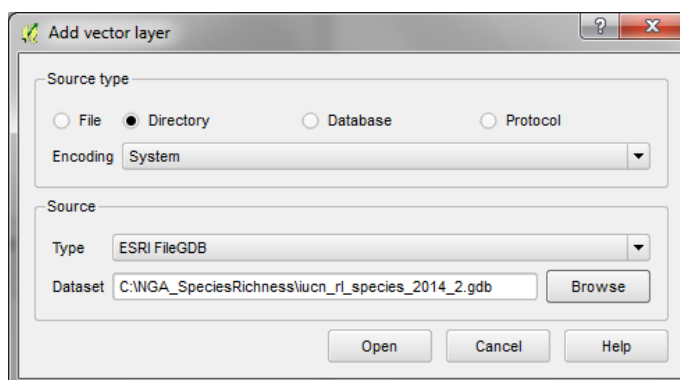 Add vector layer
Source type
File Directory Database Protocol
Encoding System
Source
Type ESRI FileGDB
Dataset C:\NGA_SpeciesRichness\iucn_rl_species_2014_2.gdb Browse
Open Cancel Help